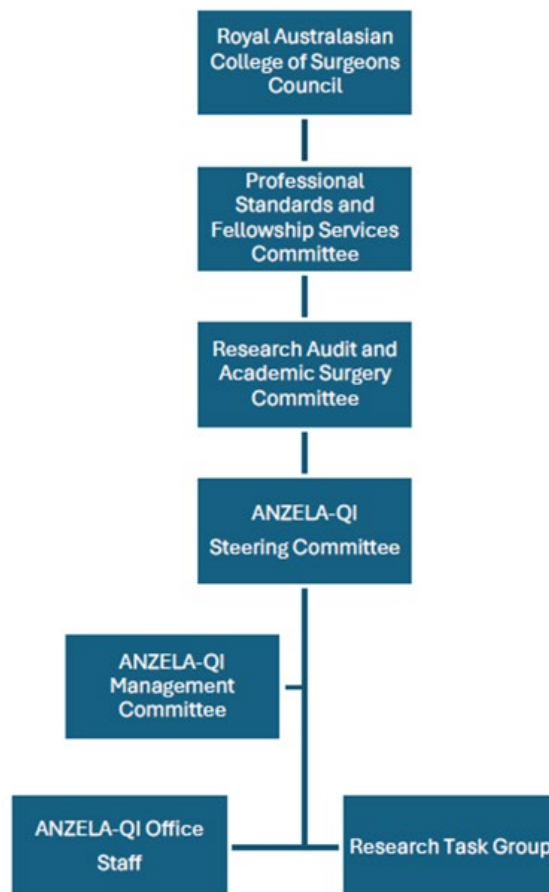 Royal Australasian
College of Surgeons
Council
Professional
Standards and
Fellowship Services
Committee
Research Audit and
Academic Surgery
Committee
ANZELA-QI
Steering Committee
ANZELA-QI
Management
Committee
ANZELA-QI Office
Staff
Research Task Group